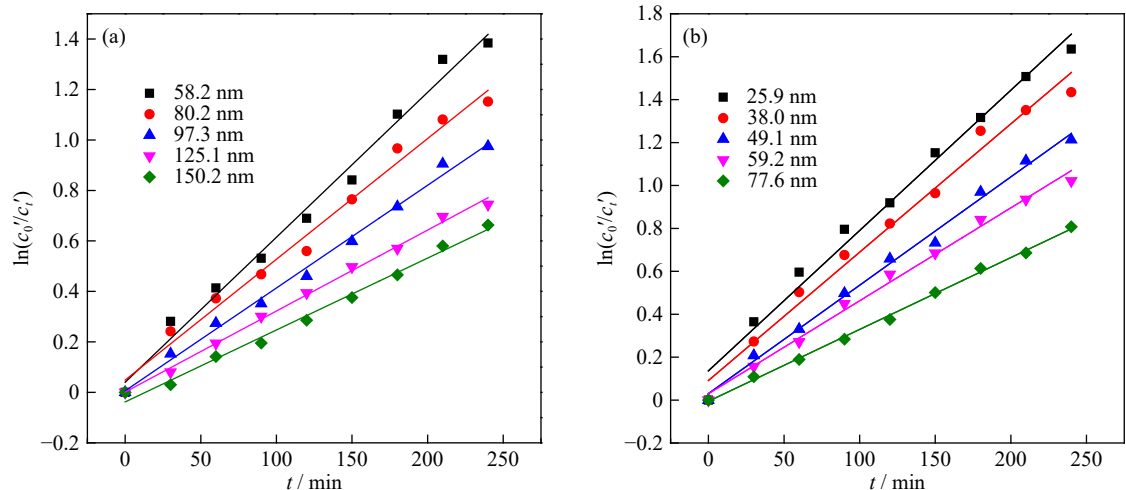 (a)
58.2 nm
80.2 nm
97.3 nm
125.1 nm
150.2 nm
1.4
1.2
1.0
0.8
0.6
0.4
0.2
0
−0.2
ln(c₀′/cₜ′)
0 50 100 150 200 250
t / min
(b)
25.9 nm
38.0 nm
49.1 nm
59.2 nm
77.6 nm
1.8
1.6
1.4
1.2
1.0
0.8
0.6
0.4
0.2
0
−0.2
ln(c₀′/cₜ′)
0 50 100 150 200 250
t / min